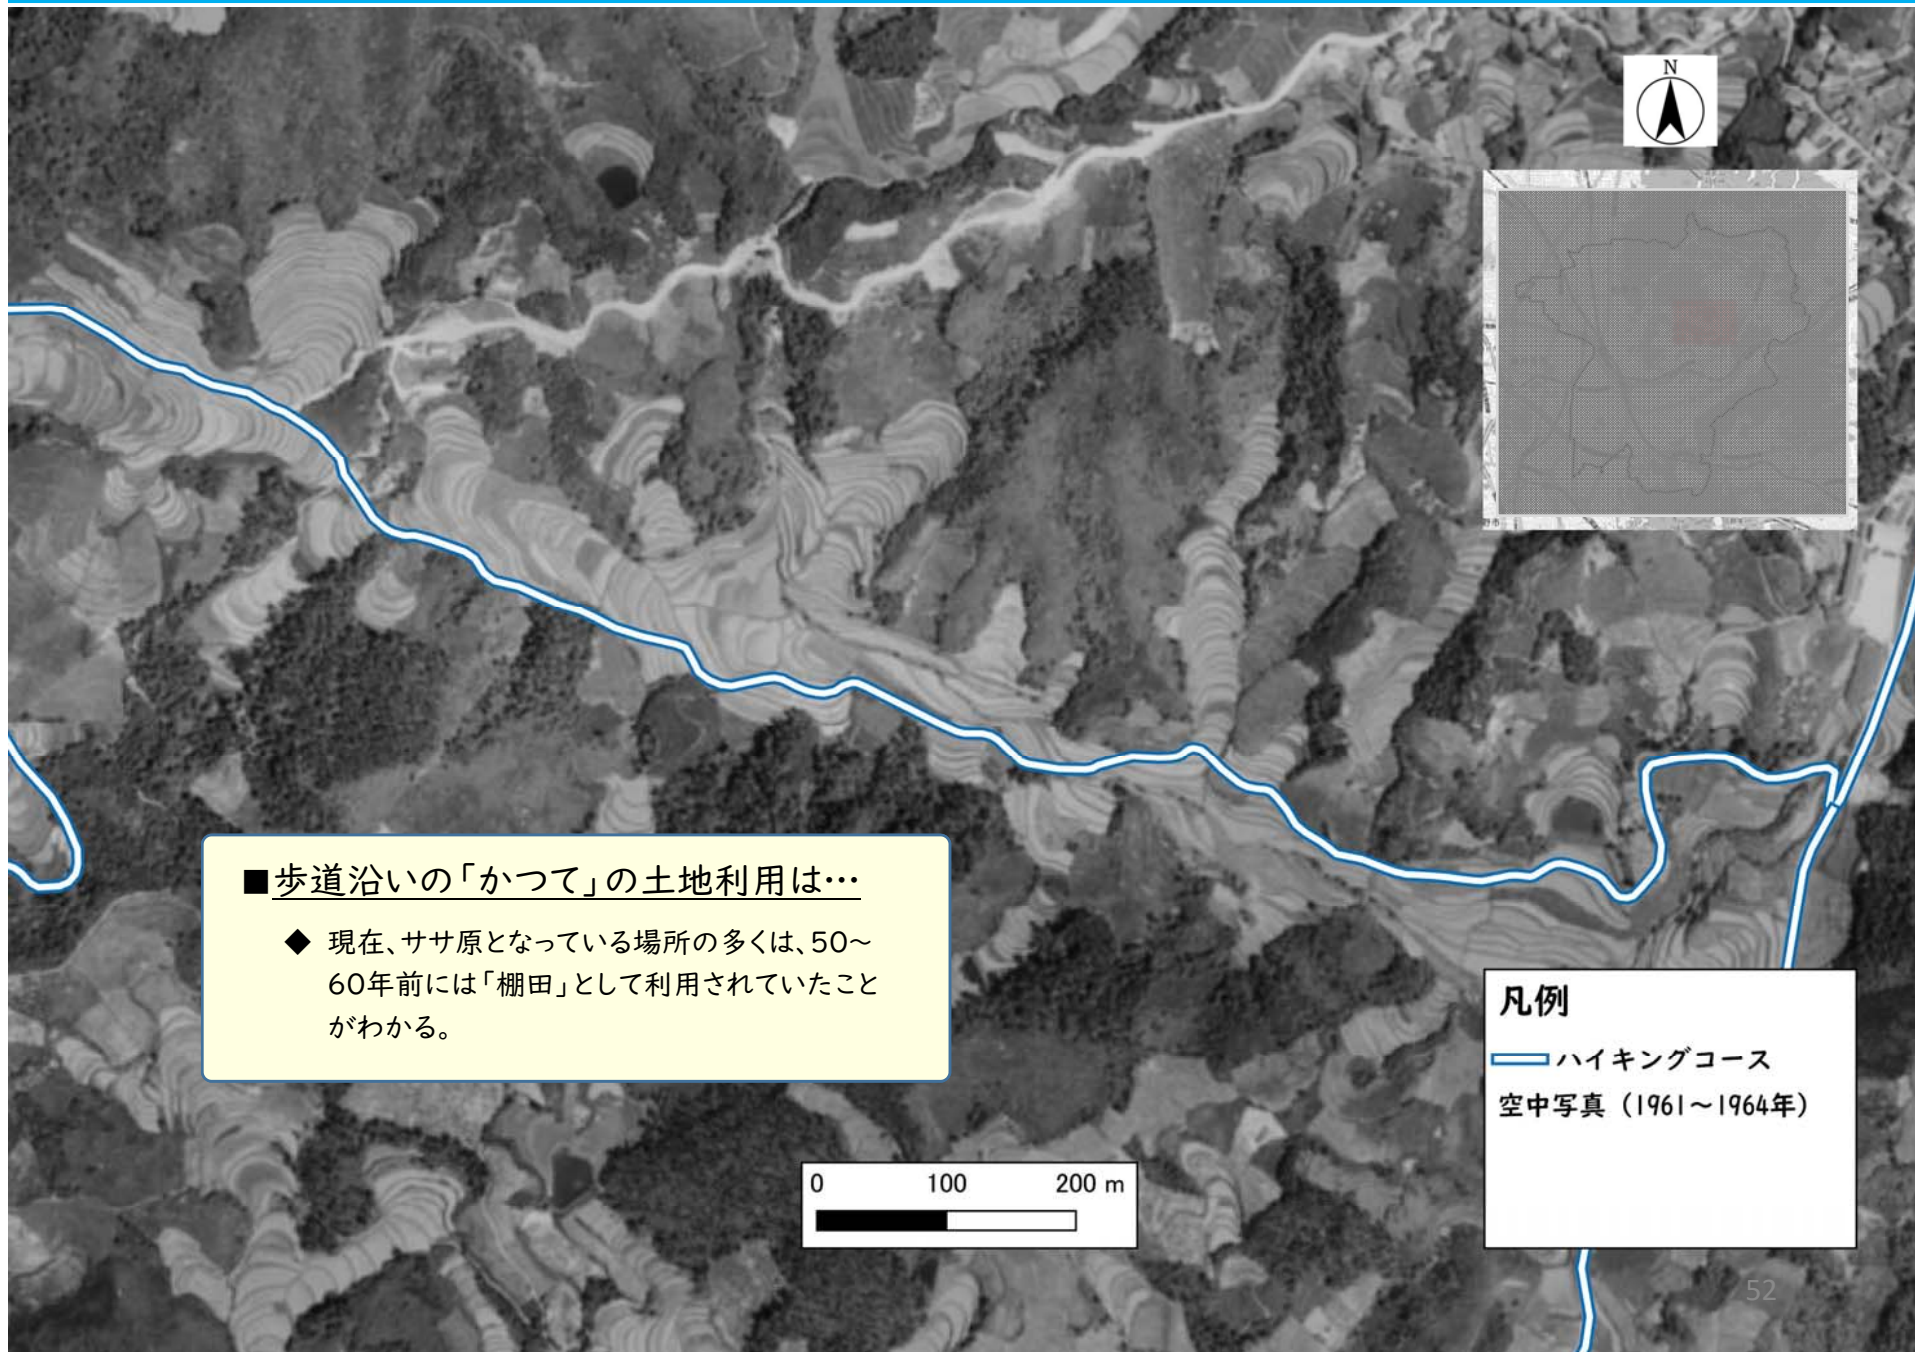 N
■歩道沿いの「かつて」の土地利用は…
◆ 現在、ササ原となっている場所の多くは、50～
60年前には「棚田」として利用されていたこと
がわかる。
凡例
ハイキングコース
空中写真（1961～1964年）
0 100 200 m
52